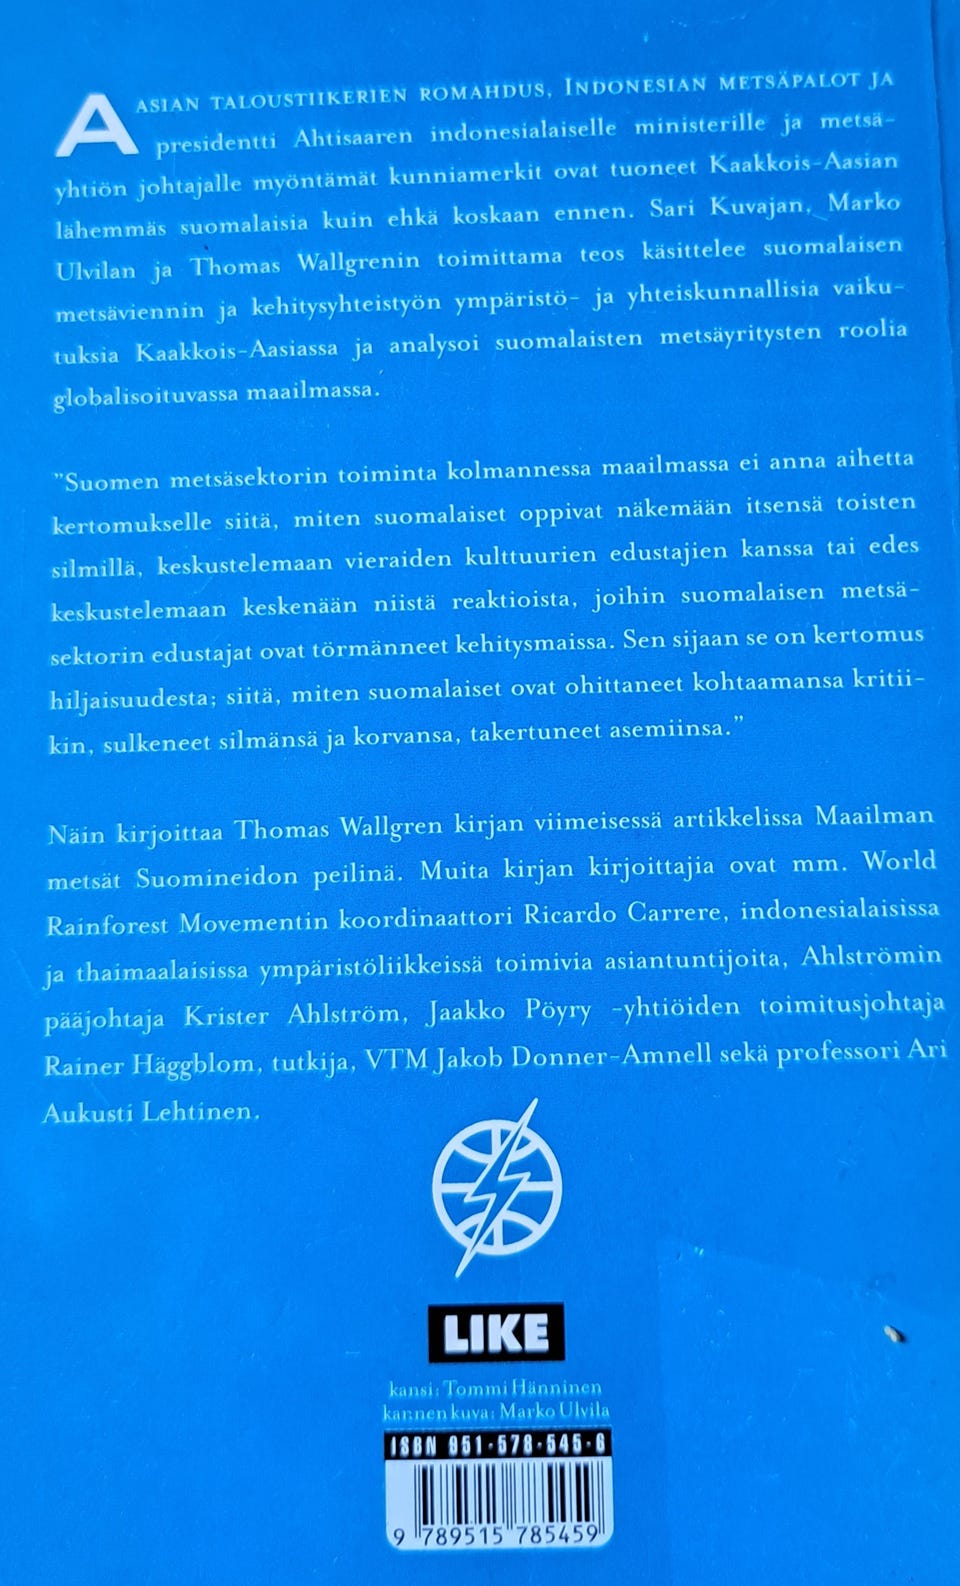 AASIAN TALOUSTIIKERIEN ROMAHDUS, INDONESIAN METSÄPALOT JA
presidentti Ahtisaaren indonesialaiselle ministerille ja metsä-
yhtiön johtajalle myöntämät kunniamerkit ovat tuoneet Kaakkois-Aasian
lähemmäs suomalaisia kuin ehkä koskaan ennen. Sari Kuvajan, Marko
Ulvilan ja Thomas Wallgrenin toimittama teos käsittelee suomalaisen
metsäviennin ja kehitysyhteistyön ympäristö- ja yhteiskunnallisia vaiku-
tuksia Kaakkois-Aasiassa ja analysoi suomalaisten metsäyritysten roolia
globalisoituvassa maailmassa.
”Suomen metsäsektorin toiminta kolmannessa maailmassa ei anna aihetta
kertomukselle siitä, miten suomalaiset oppivat näkemään itsensä toisten
silmillä, keskustelemaan vieraiden kulttuurien edustajien kanssa tai edes
keskustelemaan keskenään niistä reaktioista, joihin suomalaisen metsä-
sektorin edustajat ovat törmänneet kehitysmaissa. Sen sijaan se on kertomus
hiljaisuudesta; siitä, miten suomalaiset ovat ohittaneet kohtaamansa kritii-
kin, sulkeneet silmänsä ja korvansa, takertuneet asemiinsa.”
Näin kirjoittaa Thomas Wallgren kirjan viimeisessä artikkelissa Maailman
metsät Suomineidon peilinä. Muita kirjan kirjoittajia ovat mm. World
Rainforest Movementin koordinaattori Ricardo Carrere, indonesialaisissa
ja thaimaalaisissa ympäristöliikkeissä toimivia asiantuntijoita, Ahlströmin
pääjohtaja Krister Ahlström, Jaakko Pöyry -yhtiöiden toimitusjohtaja
Rainer Häggblom, tutkija, VTM Jakob Donner-Amnell sekä professori Ari
Aukusti Lehtinen.
LIKE
kansi: Tommi Hänninen
kannen kuva: Marko Ulvila
ISBN 951-578-545-6
9 789515 785459